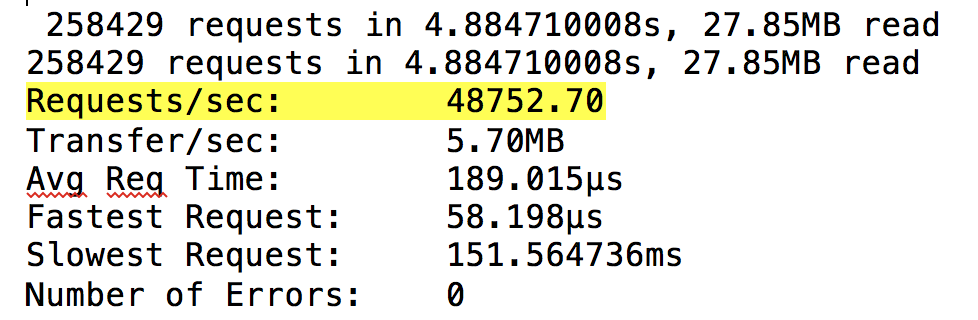 258429 requests in 4.884710008s, 27.85MB read
258429 requests in 4.884710008s, 27.85MB read
Requests/sec: 48752.70
Transfer/sec: 5.70MB
Avg Req Time: 189.015µs
Fastest Request: 58.198µs
Slowest Request: 151.564736ms
Number of Errors: 0